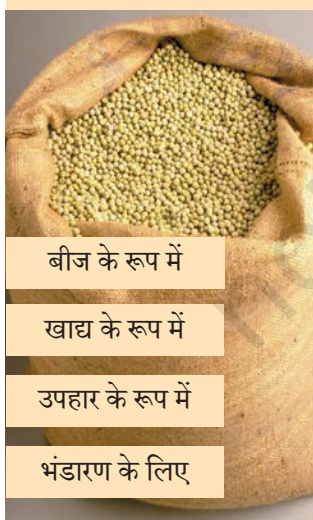 बीज के रूप में
खाद्य के रूप में
उपहार के रूप में
भंडारण के लिए